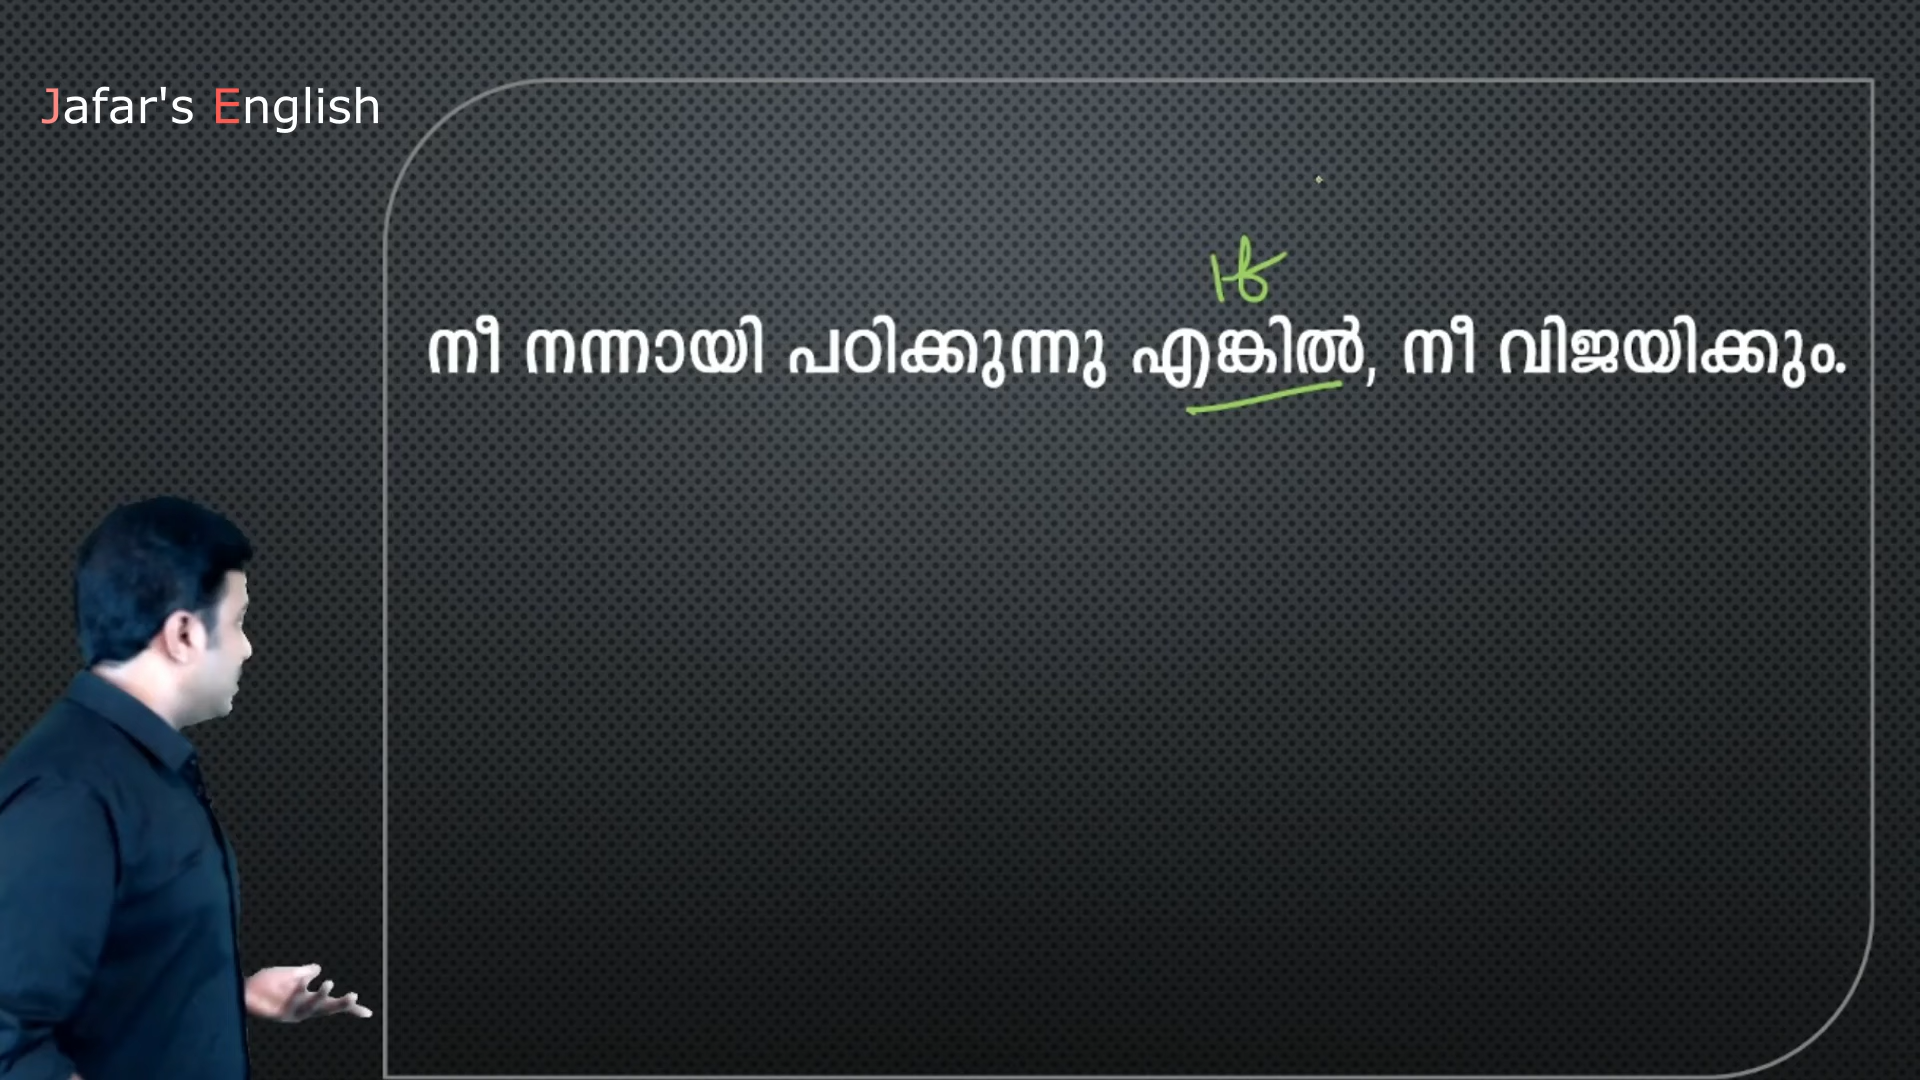 Jafar's English
If
നീ നന്നായി പഠിക്കുന്നു എങ്കിൽ, നീ വിജയിക്കും.